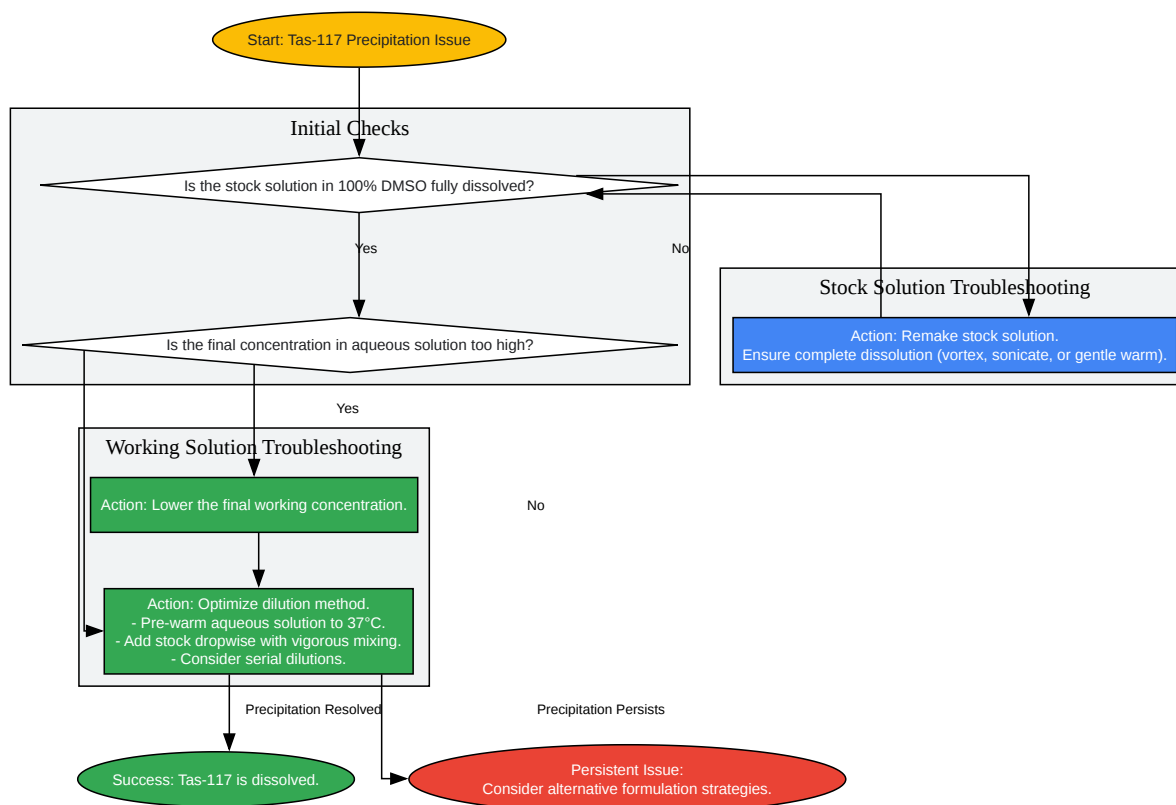 Start: Tas-117 Precipitation Issue
Initial Checks
Is the stock solution in 100% DMSO fully dissolved?
Yes
No
Stock Solution Troubleshooting
Action: Remake stock solution.
Ensure complete dissolution (vortex, sonicate, or gentle warm).
Is the final concentration in aqueous solution too high?
Yes
Working Solution Troubleshooting
Action: Lower the final working concentration.
No
Action: Optimize dilution method.
- Pre-warm aqueous solution to 37°C.
- Add stock dropwise with vigorous mixing.
- Consider serial dilutions.
Precipitation Resolved
Precipitation Persists
Success: Tas-117 is dissolved.
Persistent Issue:
Consider alternative formulation strategies.